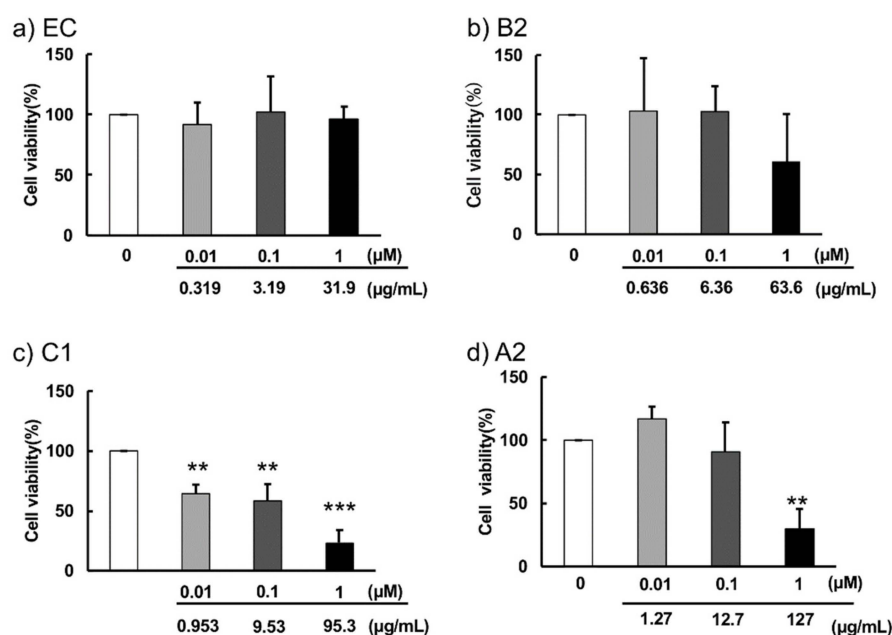 a) EC
150
100
50
0
Cell viability(%)
0 0.01 0.1 1 (µM)
0.319 3.19 31.9 (µg/mL)
b) B2
150
100
50
0
Cell viability(%)
0 0.01 0.1 1 (µM)
0.636 6.36 63.6 (µg/mL)
c) C1
150
100
50
0
Cell viability(%)
** ** ***
0.01 0.1 1 (µM)
0.953 9.53 95.3 (µg/mL)
d) A2
150
100
50
0
Cell viability(%)
**
0 0.01 0.1 1 (µM)
1.27 12.7 127 (µg/mL)